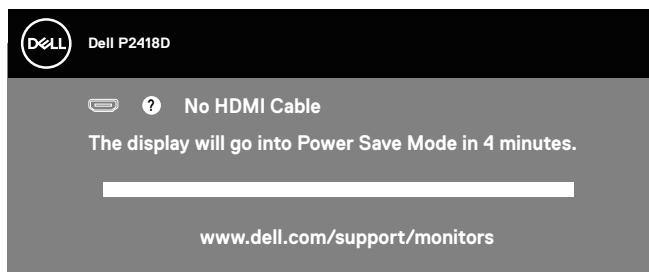 DELL Dell P2418D
? No HDMI Cable
The display will go into Power Save Mode in 4 minutes.
www.dell.com/support/monitors